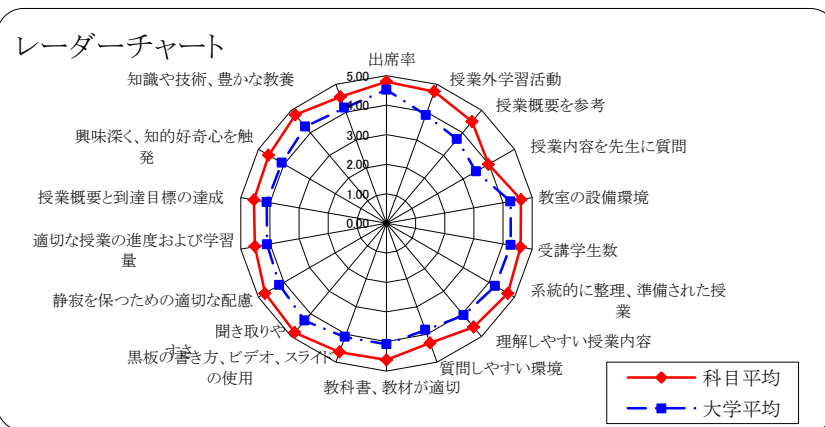 レーダーチャート
出席率
授業外学習活動
授業概要を参考
授業内容を先生に質問
教室の設備環境
受講学生数
系統的に整理、準備された授
業
理解しやすい授業内容
質問しやすい環境
教科書、教材が適切
黒板の書き方、ビデオ、スライド
の使用
聞き取りや
すさ
静寂を保つための適切な配慮
適切な授業の進度および学習
量
授業概要と到達目標の達成
興味深く、知的好奇心を触
発
知識や技術、豊かな教養
5.00
4.00
3.00
2.00
1.00
0.00
科目平均
大学平均